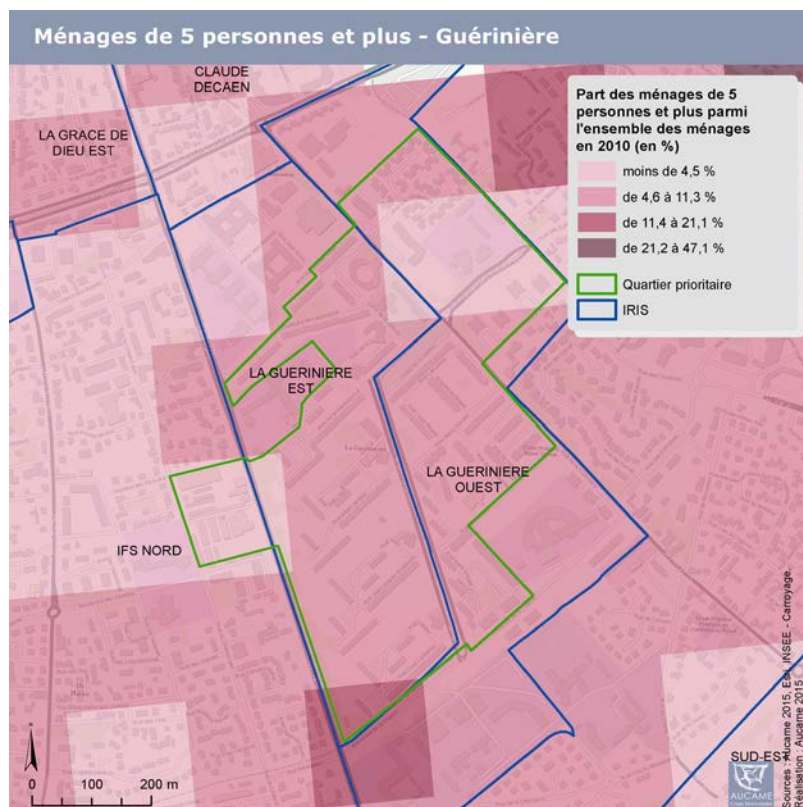 Ménages de 5 personnes et plus - Guérinière
CLAUDE
DECAEN
LA GRACE DE
DIEU EST
Part des ménages de 5
personnes et plus parmi
l'ensemble des ménages
en 2010 (en %)
moins de 4,5 %
de 4,6 à 11,3 %
de 11,4 à 21,1 %
de 21,2 à 47,1 %
Quartier prioritaire
IRIS
LA GUERINIERE
EST
LA GUERINIERE
OUEST
IFS NORD
SUD-EST
0 100 200 m
AUCAME
Sources : Aucame 2015, Esri, INSEE - Carroyage.
Réalisation : Aucame 2015